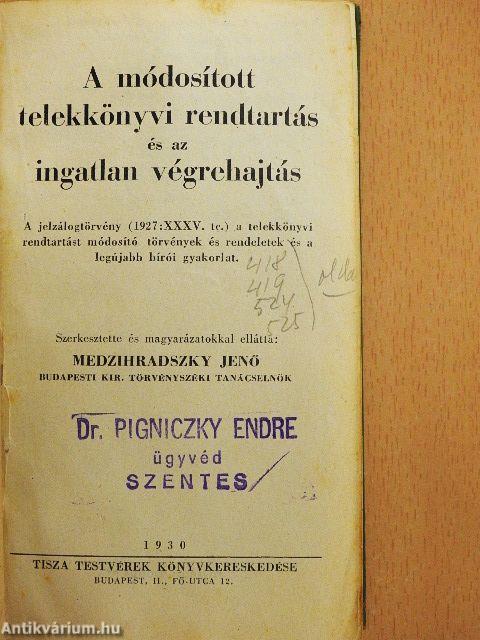 A módosított
telekkönyvi rendtartás
és az
ingatlan végrehajtás
A jelzálogtörvény (1927:XXXV. tc.) a telekkönyvi
rendtartást módosító törvények és rendeletek és a
legújabb bírói gyakorlat.
418
419
524
525
olda
Szerkesztette és magyarázatokkal ellátta:
MEDZIHRADSZKY JENŐ
BUDAPESTI KIR. TÖRVÉNYSZÉKI TANÁCSELNÖK
Dr. PIGNICZKY ENDRE
ügyvéd
SZENTES
1930
TISZA TESTVÉREK KÖNYVKERESKEDÉSE
BUDAPEST, II., FŐ-UTCA 12.
Antikvárium.hu